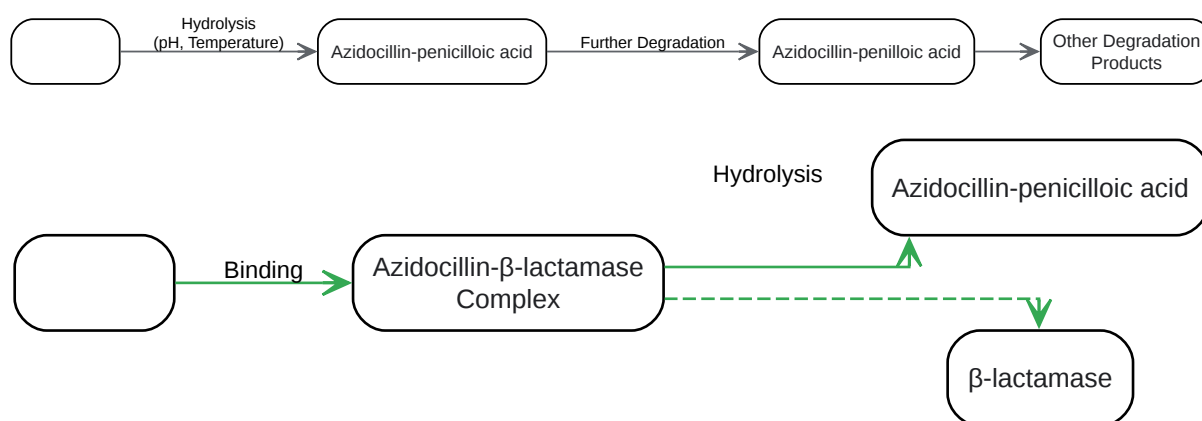 Hydrolysis
(pH, Temperature)
Azidocillin-penicilloic acid
Further Degradation
Azidocillin-penilloic acid
Other Degradation
Products
Hydrolysis
Azidocillin-penicilloic acid
Binding
Azidocillin-β-lactamase
Complex
β-lactamase